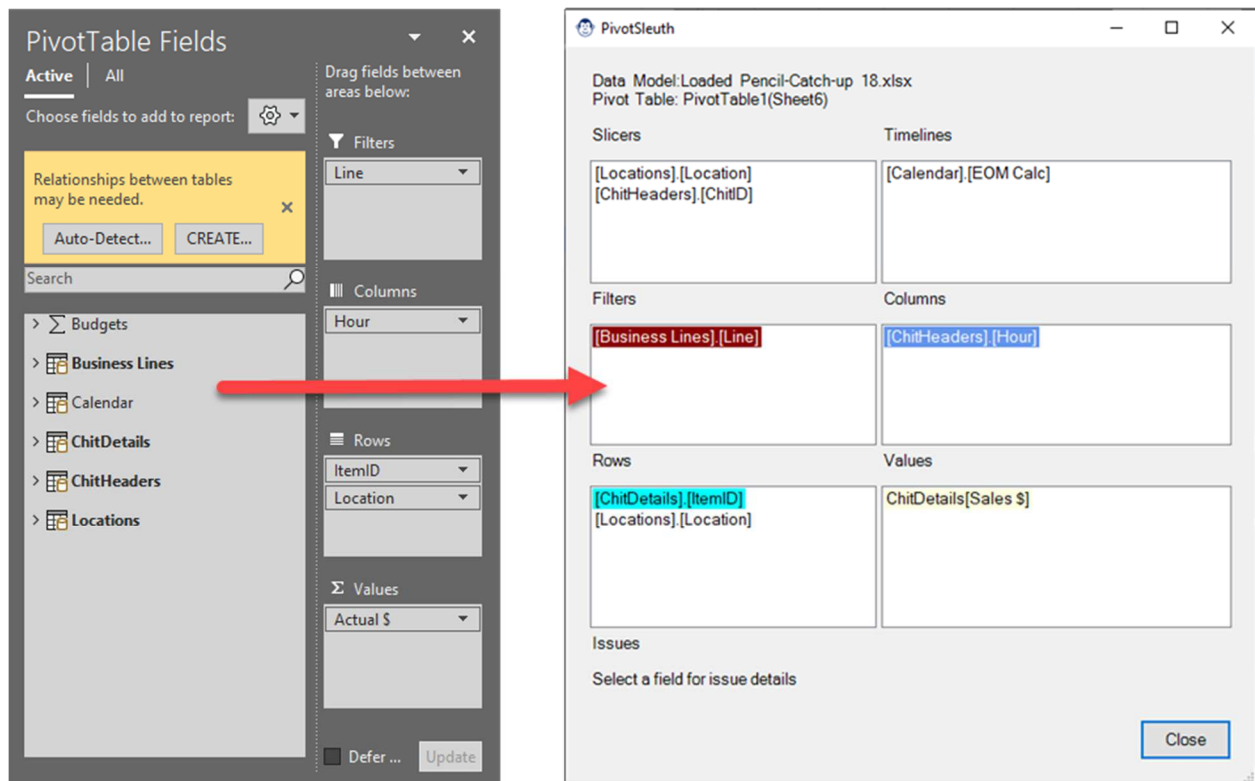 PivotTable Fields
Active | All
Choose fields to add to report:
Relationships between tables
may be needed.
Auto-Detect...
CREATE...
Search
Budgets
Business Lines
Calendar
ChitDetails
ChitHeaders
Locations
Drag fields between
areas below:
Filters
Line
Columns
Hour
Rows
ItemID
Location
Σ Values
Actual $
Defer ...
Update
PivotSleuth
Data Model:Loaded Pencil-Catch-up 18.xlsx
Pivot Table: PivotTable1(Sheet6)
Slicers
[Locations].[Location]
[ChitHeaders].[ChitID]
Timelines
[Calendar].[EOM Calc]
Filters
[Business Lines].[Line]
Columns
[ChitHeaders].[Hour]
Rows
[ChitDetails].[ItemID]
[Locations].[Location]
Values
ChitDetails[Sales $]
Issues
Select a field for issue details
Close